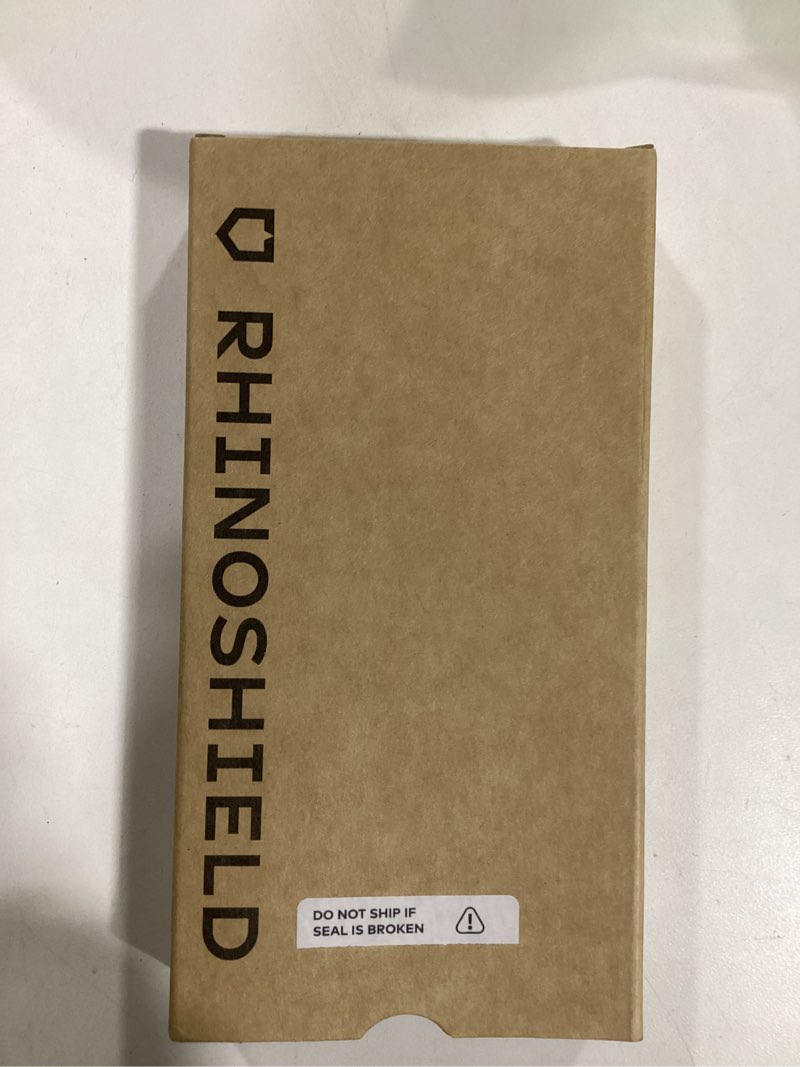 RHINOSHIELD
DO NOT SHIP IF
SEAL IS BROKEN